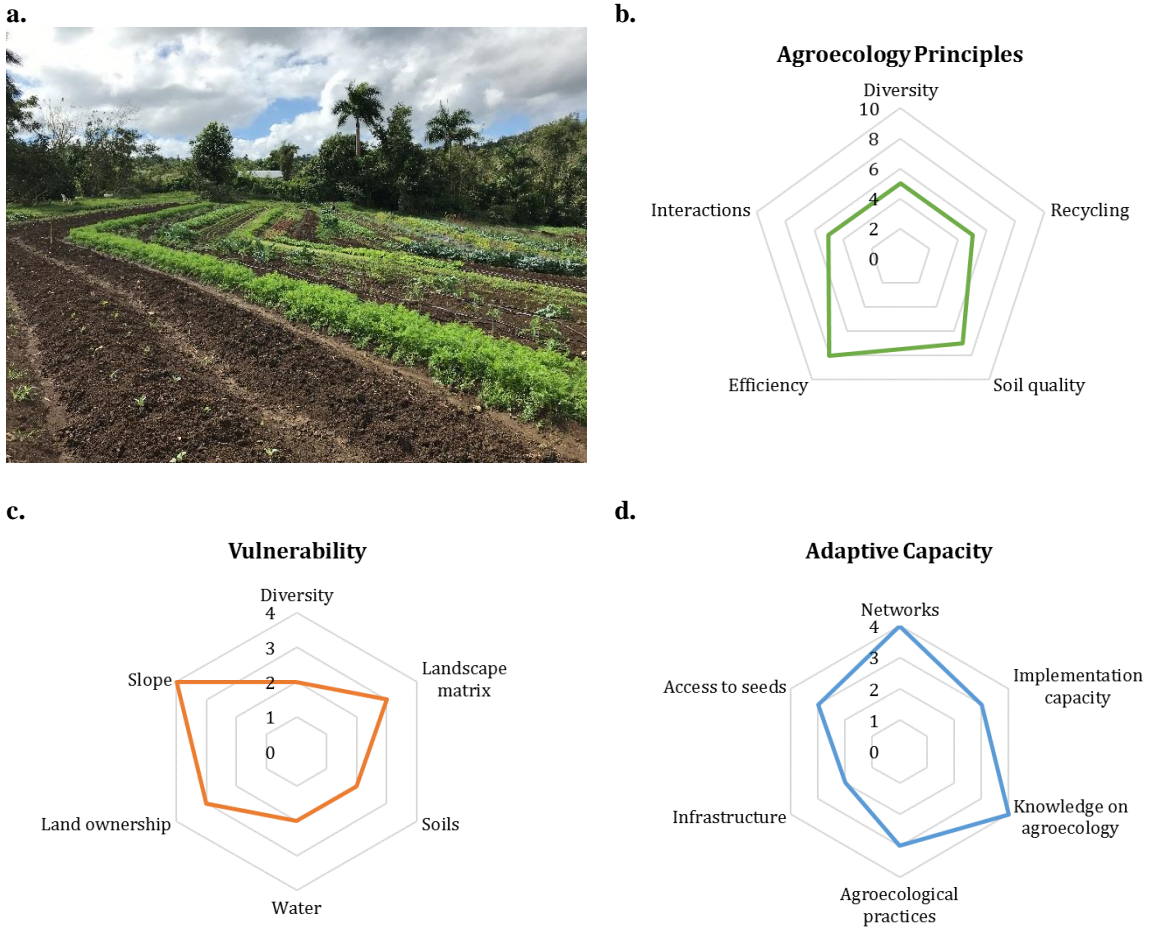 a.
b.
Agroecology Principles
Diversity
10
8
6
4
2
0
Interactions
Recycling
Efficiency
Soil quality
c.
Vulnerability
Diversity
4
3
2
1
0
Slope
Landscape
matrix
Land ownership
Soils
Water
d.
Adaptive Capacity
Networks
4
3
2
1
0
Access to seeds
Implementation
capacity
Infrastructure
Knowledge on
agroecology
Agroecological
practices